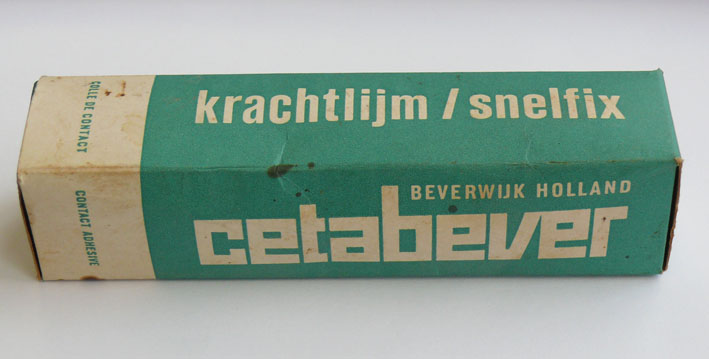 COLLE DE CONTACT
CONTACT ADHESIVE
krachtlijm / snelfix
BEVERWIJK HOLLAND
cetabever